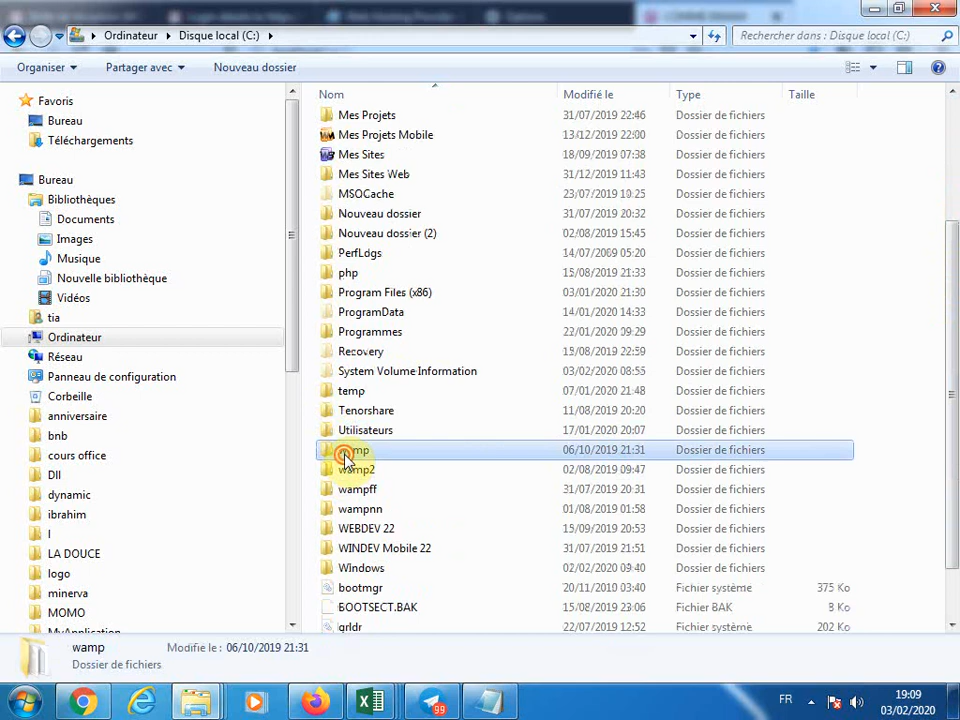 Ordinateur
Disque local (C:)
Rechercher dans : Disque local (C:)
Organiser
Partager avec
Nouveau dossier
Favoris
Bureau
Téléchargements
Bureau
Bibliothèques
Documents
Images
Musique
Nouvelle bibliothèque
Vidéos
tia
Ordinateur
Réseau
Panneau de configuration
Corbeille
anniversaire
bnb
cours office
Dll
dynamic
ibrahim
LA DOUCE
logo
minerva
MOMO
MyApplication
Nom Modifié le Type Taille
Mes Projets 31/07/2019 22:46 Dossier de fichiers
Mes Projets Mobile 13/12/2019 22:00 Dossier de fichiers
Mes Sites 18/09/2019 07:38 Dossier de fichiers
Mes Sites Web 31/12/2019 11:43 Dossier de fichiers
MSOCache 23/07/2019 19:25 Dossier de fichiers
Nouveau dossier 31/07/2019 20:32 Dossier de fichiers
Nouveau dossier (2) 02/08/2019 15:45 Dossier de fichiers
PerfLogs 14/07/2009 05:20 Dossier de fichiers
php 15/08/2019 21:33 Dossier de fichiers
Program Files (x86) 03/01/2020 21:30 Dossier de fichiers
ProgramData 14/01/2020 14:33 Dossier de fichiers
Programmes 22/01/2020 09:29 Dossier de fichiers
Recovery 15/08/2019 22:59 Dossier de fichiers
System Volume Information 03/02/2020 08:55 Dossier de fichiers
temp 07/01/2020 21:48 Dossier de fichiers
Tenorshare 11/08/2019 20:20 Dossier de fichiers
Utilisateurs 17/01/2020 20:07 Dossier de fichiers
wamp 06/10/2019 21:31 Dossier de fichiers
wamp2 02/08/2019 09:47 Dossier de fichiers
wampff 31/07/2019 20:31 Dossier de fichiers
wampnn 01/08/2019 01:58 Dossier de fichiers
WEBDEV 22 15/09/2019 20:53 Dossier de fichiers
WINDEV Mobile 22 31/07/2019 21:51 Dossier de fichiers
Windows 02/02/2020 09:40 Dossier de fichiers
bootmgr 20/11/2010 03:40 Fichier système 375 Ko
BOOTSECT.BAK 15/08/2019 23:06 Fichier BAK 8 Ko
grldr 22/07/2019 12:52 Fichier système 202 Ko
wamp Modifié le : 06/10/2019 21:31
Dossier de fichiers
99
FR
19:09
03/02/2020